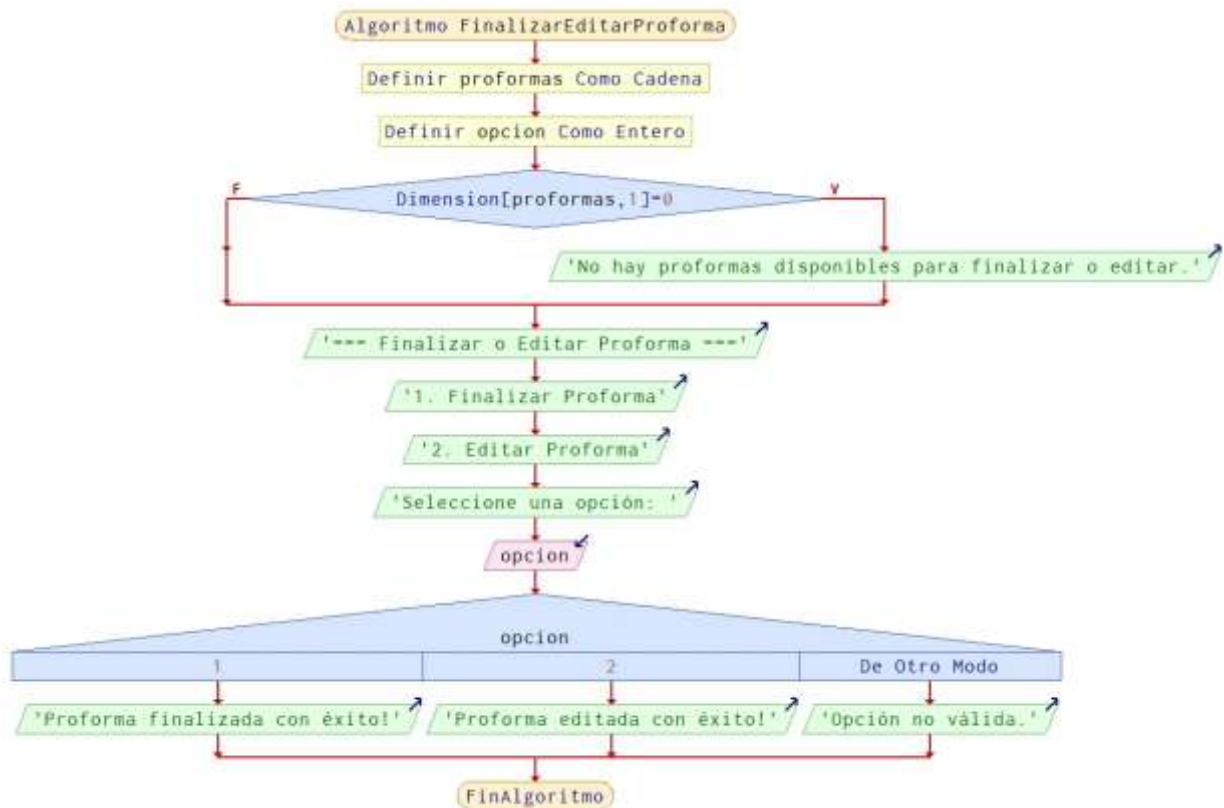 Algoritmo FinalizarEditarProforma
Definir proformas Como Cadena
Definir opcion Como Entero
F
V
Dimension[proformas,1]=0
'No hay proformas disponibles para finalizar o editar.'
'=== Finalizar o Editar Proforma ==='
'1. Finalizar Proforma'
'2. Editar Proforma'
'Seleccione una opción: '
opcion
opcion
1 2 De Otro Modo
'Proforma finalizada con éxito!' 'Proforma editada con éxito!' 'Opción no válida.'
FinAlgoritmo